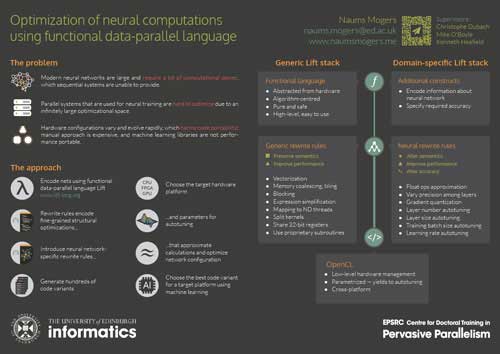 Optimization of neural computations
using functional data-parallel language
Naums Mogers
naums.mogers@ed.ac.uk
www.naumsmogers.me
Supervisors:
Christophe Dubach
Mike O'Boyle
Kenneth Heafield
The problem
Modern neural networks are large and require a lot of computational power,
which sequential systems are unable to provide.
Parallel systems that are used for neural training are hard to optimize due to an
infinitely large optimizational space.
Hardware configurations vary and evolve rapidly, which harms code portability:
manual approach is expensive, and machine learning libraries are not perfor-
mance portable.
The approach
Encode nets using functional
data-parallel language Lift
www.lift-lang.org
Rewrite rules encode
fine-grained structural
optimizations...
Introduce neural network-
specific rewrite rules...
Generate hundreds of
code variants
CPU
FPGA
GPU
Choose the target hardware
platform
...and parameters for
autotuning
...that approximate
calculations and optimize
network configuration
AI
Choose the best code variant
for a target platform using
machine learning
Generic Lift stack
Functional language
Abstracted from hardware
Algorithm-centred
Pure and safe
High-level, easy to use
Generic rewrite rules
Preserve semantics
Improve performance
Vectorization
Memory coalescing, tiling
Blocking
Expression simplification
Mapping to ND threads
Split kernels
Share 32-bit registers
Use proprietary subroutines
Domain-specific Lift stack
Additional constructs
Encode information about
neural network
Specify required accuracy
Neural rewrite rules
Alter semantics
Improve performance
Alter accuracy
Float ops approximation
Vary precision among layers
Gradient quantization
Layer number autotuning
Layer size autotuning
Training batch size autotuning
Learning rate autotuning
OpenCL
Low-level hardware management
Parametrized — yields to autotuning
Cross-platform
THE UNIVERSITY of EDINBURGH
informatics
EPSRC Centre for Doctoral Training in
Pervasive Parallelism